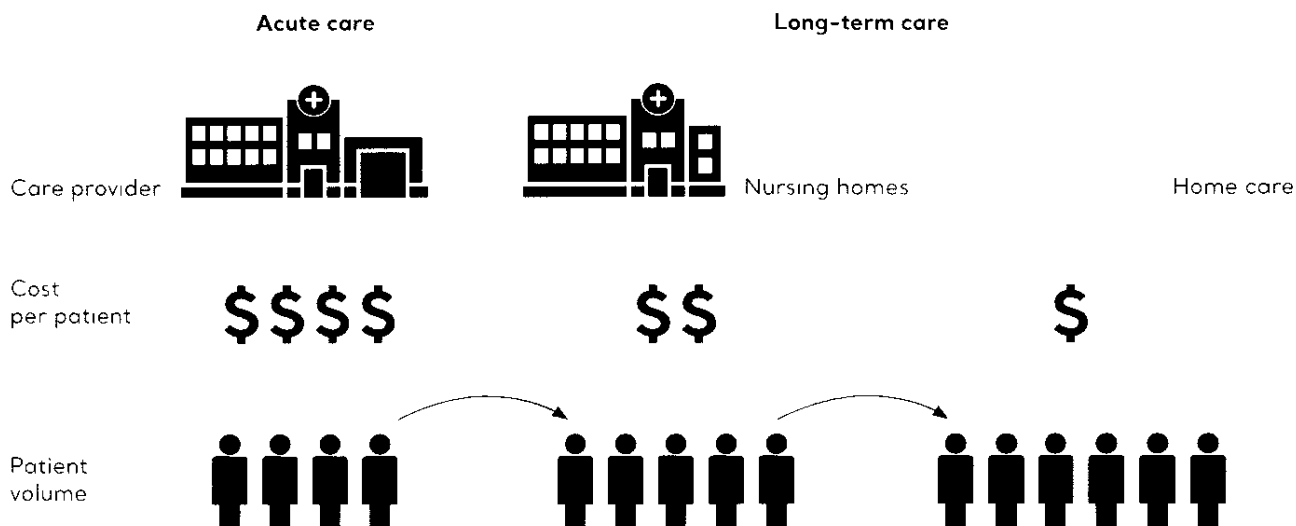 Acute care
Long-term care
Care provider
Nursing homes
Home care
Cost
per patient
$$$$
$$
$
Patient
volume